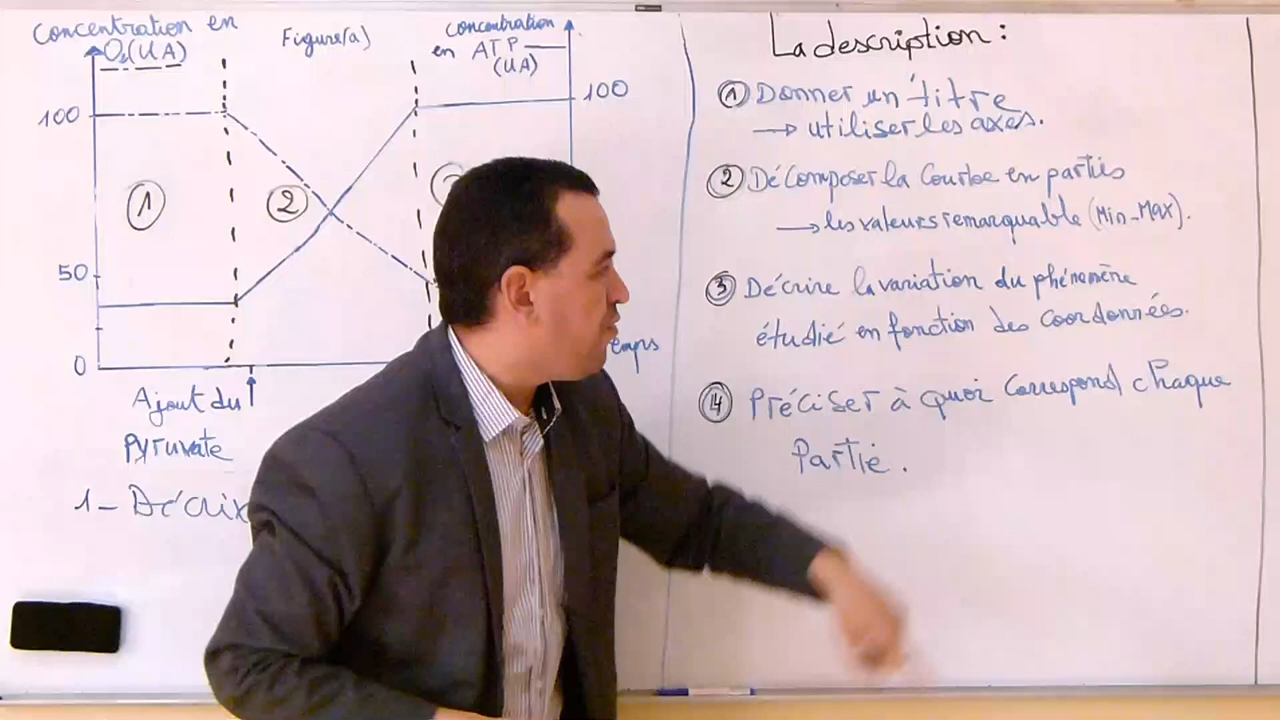 Concentration en
O₂(UA)
Figure(a)
concentration
en ATP
(UA)
100
100
1
2
50
0
Ajout du
Pyruvate
1- Décrix
La description :
① Donner un titre
→ utiliser les axes.
② Décomposer la Courbe en parties
→ les valeurs remarquable (Min-Max).
③ Décrire la variation du phénomène
étudié en fonction des coordonnées.
④ Préciser à quoi Correspond chaque
Partie.